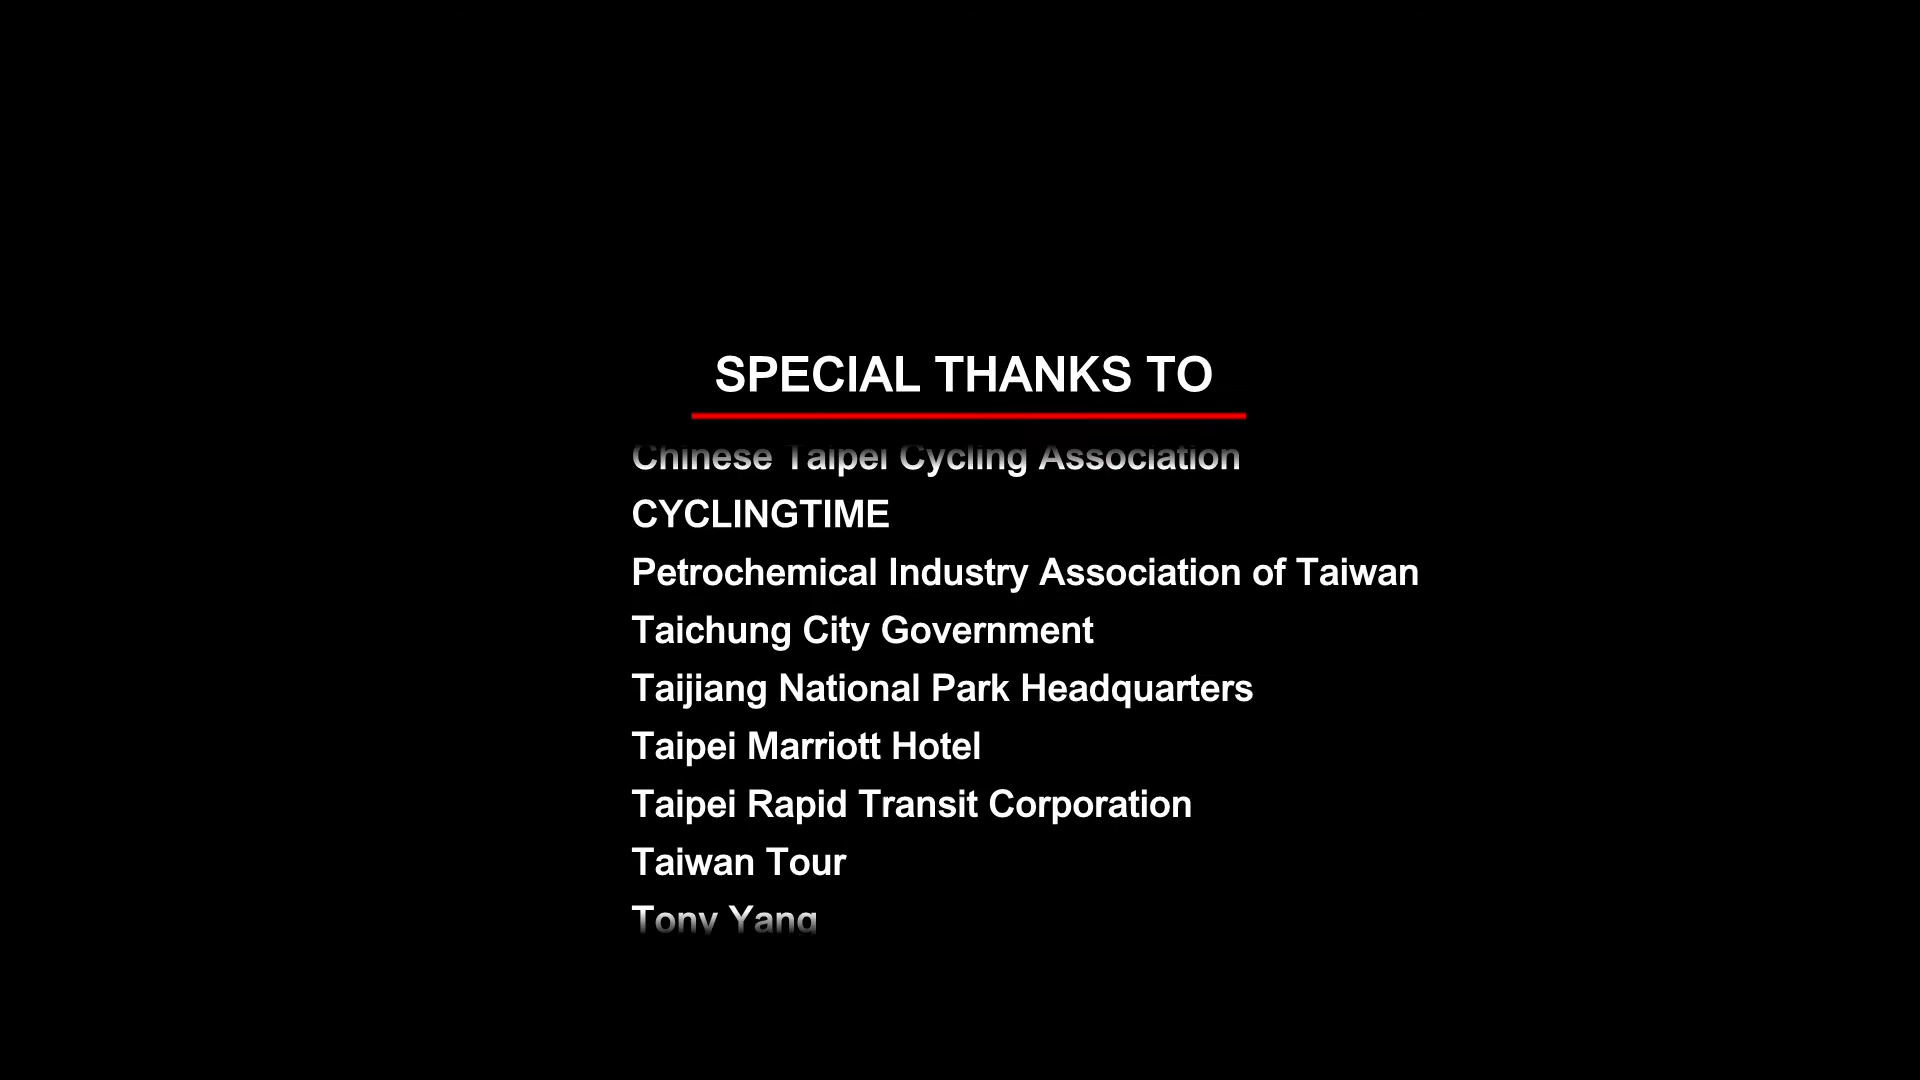 SPECIAL THANKS TO
Chinese Taipei Cycling Association
CYCLINGTIME
Petrochemical Industry Association of Taiwan
Taichung City Government
Taijiang National Park Headquarters
Taipei Marriott Hotel
Taipei Rapid Transit Corporation
Taiwan Tour
Tony Yang